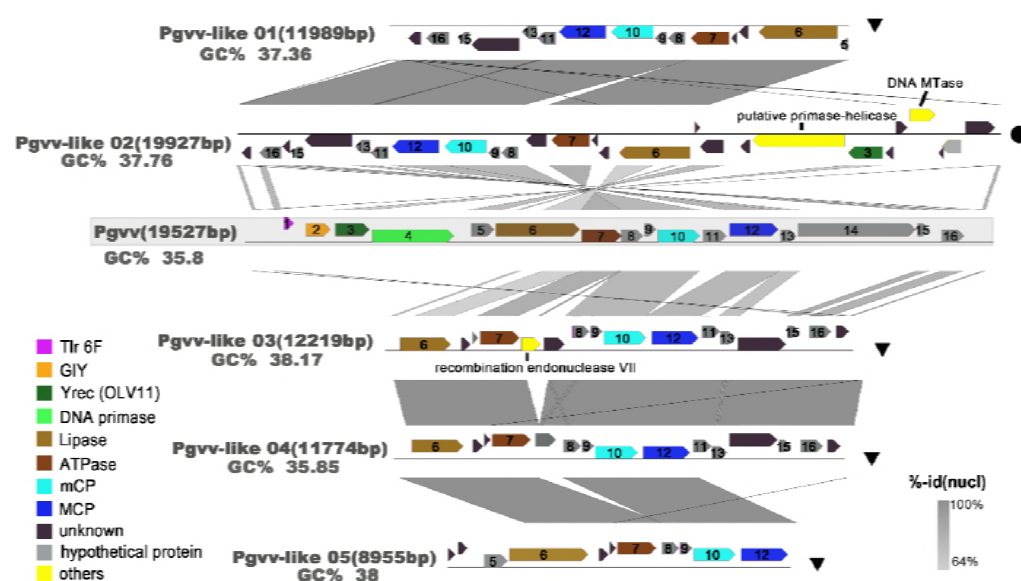 Pgvv-like 01(11989bp)
GC% 37.36
16 15 13 11 12 10 9 8 7 6 5
DNA MTase
putative primase-helicase
Pgvv-like 02(19927bp)
GC% 37.76
16 15 13 11 12 10 9 8 7 6 3
Pgvv(19527bp)
GC% 35.8
1 2 3 4 5 6 7 8 9 10 11 12 13 14 15 16
Pgvv-like 03(12219bp)
GC% 38.17
6 7 8 9 10 12 11 13 15 16
recombination endonuclease VII
Pgvv-like 04(11774bp)
GC% 35.85
6 7 8 9 10 12 11 13 15 16
Pgvv-like 05(8955bp)
GC% 38
5 6 7 8 9 10 12
Tlr 6F
GIY
Yrec (OLV11)
DNA primase
Lipase
ATPase
mCP
MCP
unknown
hypothetical protein
others
%-id(nucl)
100%
64%